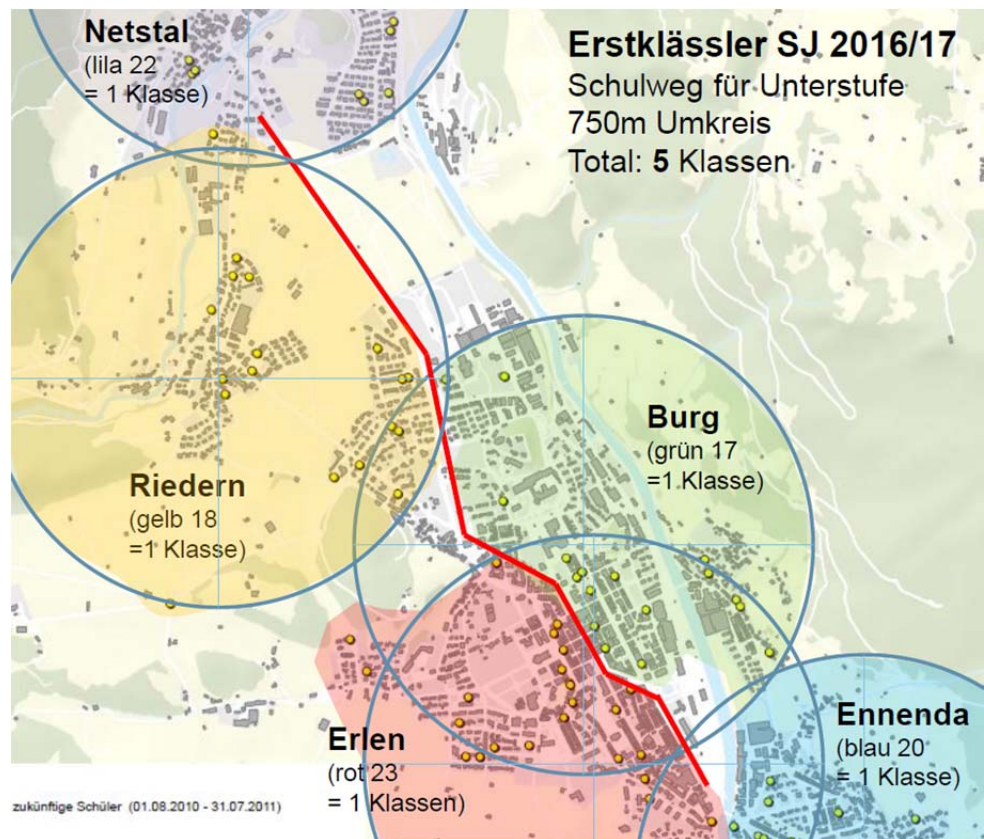 Netstal
(lila 22
= 1 Klasse)
Erstklässler SJ 2016/17
Schulweg für Unterstufe
750m Umkreis
Total: 5 Klassen
Burg
(grün 17
=1 Klasse)
Riedern
(gelb 18
=1 Klasse)
Erlen
(rot 23
= 1 Klassen)
Ennenda
(blau 20
= 1 Klasse)
zukünftige Schüler (01.08.2010 - 31.07.2011)